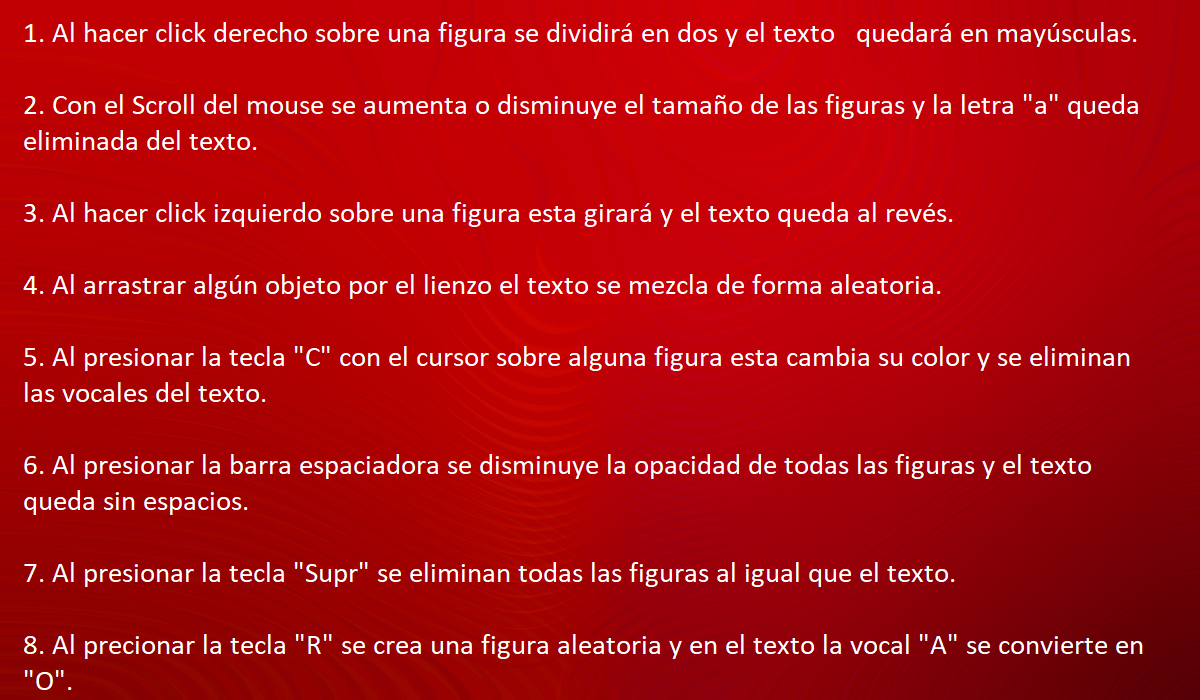 1. Al hacer click derecho sobre una figura se dividirá en dos y el texto   quedará en mayúsculas.
2. Con el Scroll del mouse se aumenta o disminuye el tamaño de las figuras y la letra "a" queda
eliminada del texto.
3. Al hacer click izquierdo sobre una figura esta girará y el texto queda al revés.
4. Al arrastrar algún objeto por el lienzo el texto se mezcla de forma aleatoria.
5. Al presionar la tecla "C" con el cursor sobre alguna figura esta cambia su color y se eliminan
las vocales del texto.
6. Al presionar la barra espaciadora se disminuye la opacidad de todas las figuras y el texto
queda sin espacios.
7. Al presionar la tecla "Supr" se eliminan todas las figuras al igual que el texto.
8. Al precionar la tecla "R" se crea una figura aleatoria y en el texto la vocal "A" se convierte en
"O".